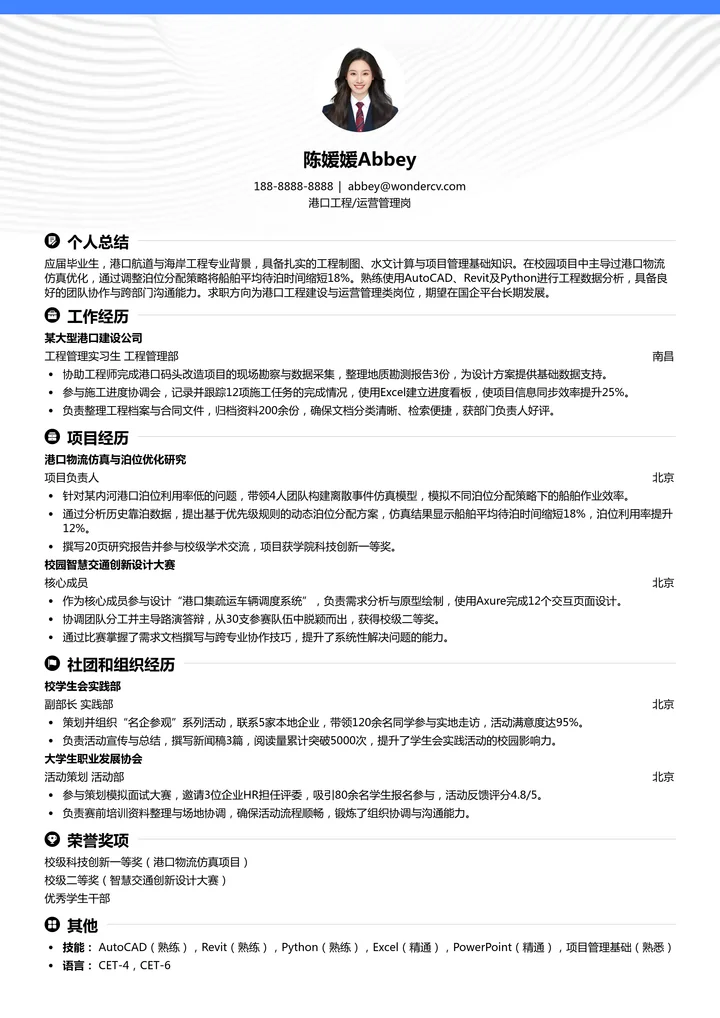 陈媛媛Abbey
188-8888-8888 | abbey@wondercv.com
港口工程/运营管理岗
个人总结
应届毕业生，港口航道与海岸工程专业背景，具备扎实的工程制图、水文计算与项目管理基础知识。在校园项目中主导过港口物流
仿真优化，通过调整泊位分配策略将船舶平均待泊时间缩短18%。熟练使用AutoCAD、Revit及Python进行工程数据分析，具备良
好的团队协作与跨部门沟通能力。求职方向为港口工程建设与运营管理类岗位，期望在国企平台长期发展。
工作经历
某大型港口建设公司
工程管理实习生 工程管理部 南昌
• 协助工程师完成港口码头改造项目的现场勘察与数据采集，整理地质勘测报告3份，为设计方案提供基础数据支持。
• 参与施工进度协调会，记录并跟踪12项施工任务的完成情况，使用Excel建立进度看板，使项目信息同步效率提升25%。
• 负责整理工程档案与合同文件，归档资料200余份，确保文档分类清晰、检索便捷，获部门负责人好评。
项目经历
港口物流仿真与泊位优化研究
项目负责人 北京
• 针对某内河港口泊位利用率低的问题，带领4人团队构建离散事件仿真模型，模拟不同泊位分配策略下的船舶作业效率。
• 通过分析历史靠泊数据，提出基于优先级规则的动态泊位分配方案，仿真结果显示船舶平均待泊时间缩短18%，泊位利用率提升
12%。
• 撰写20页研究报告并参与校级学术交流，项目获学院科技创新一等奖。
校园智慧交通创新设计大赛
核心成员 北京
• 作为核心成员参与设计“港口集疏运车辆调度系统”，负责需求分析与原型绘制，使用Axure完成12个交互页面设计。
• 协调团队分工并主导路演答辩，从30支参赛队伍中脱颖而出，获得校级二等奖。
• 通过比赛掌握了需求文档撰写与跨专业协作技巧，提升了系统性解决问题的能力。
社团和组织经历
校学生会实践部
副部长 实践部 北京
• 策划并组织“名企参观”系列活动，联系5家本地企业，带领120余名同学参与实地走访，活动满意度达95%。
• 负责活动宣传与总结，撰写新闻稿3篇，阅读量累计突破5000次，提升了学生会实践活动的校园影响力。
大学生职业发展协会
活动策划 活动部 北京
• 参与策划模拟面试大赛，邀请3位企业HR担任评委，吸引80余名学生报名参与，活动反馈评分4.8/5。
• 负责赛前培训资料整理与场地协调，确保活动流程顺畅，锻炼了组织协调与沟通能力。
荣誉奖项
校级科技创新一等奖（港口物流仿真项目）
校级二等奖（智慧交通创新设计大赛）
优秀学生干部
其他
• 技能： AutoCAD（熟练），Revit（熟练），Python（熟练），Excel（精通），PowerPoint（精通），项目管理基础（熟悉）
• 语言： CET-4，CET-6